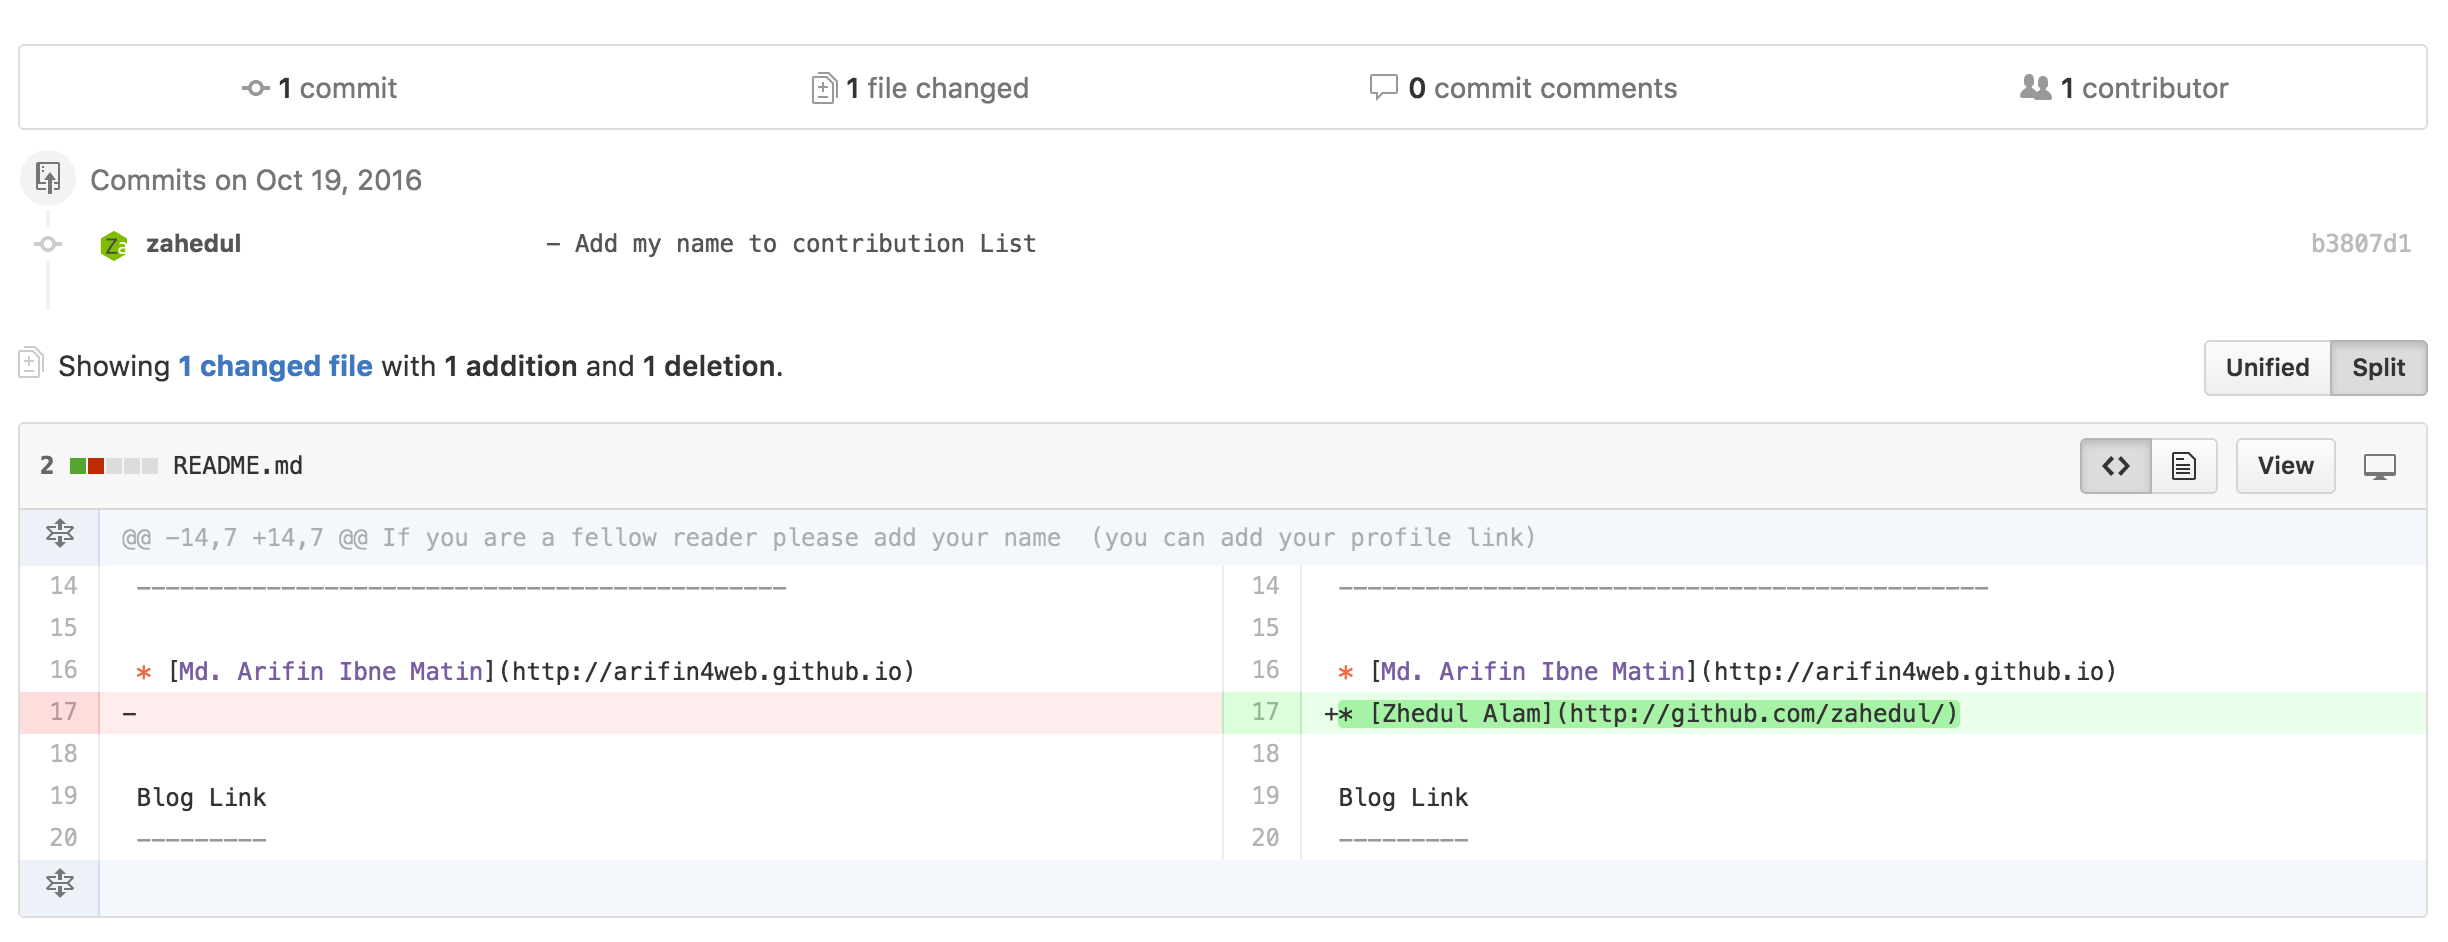 1 commit 1 file changed 0 commit comments 1 contributor
Commits on Oct 19, 2016
Za zahedul – Add my name to contribution List b3807d1
Showing 1 changed file with 1 addition and 1 deletion. Unified Split
2 README.md <> View
@@ -14,7 +14,7 @@ If you are a fellow reader please add your name  (you can add your profile link)
14 --------------------------------------------- 14 ---------------------------------------------
15 15
16 * [Md. Arifin Ibne Matin](http://arifin4web.github.io) 16 * [Md. Arifin Ibne Matin](http://arifin4web.github.io)
17 - 17 +* [Zhedul Alam](http://github.com/zahedul/)
18 18
19 Blog Link 19 Blog Link
20 --------- 20 ---------